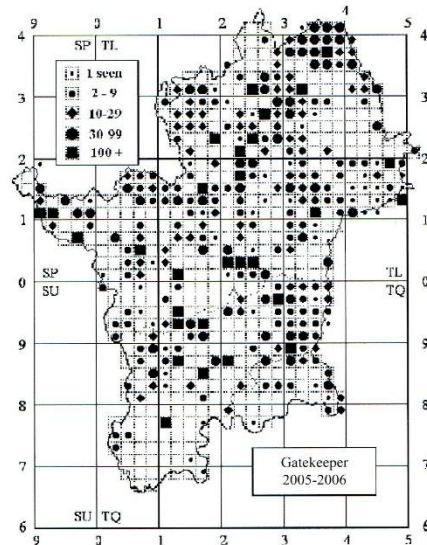 9 0 1 2 3 4 5
4 SP TL 4
1 seen
2 - 9
10-29
30 99
100 +
3 3
2 2
1 1
SP TL
0 0
SU TQ
9 9
8 8
Gatekeeper
2005-2006
7 7
SU TQ
6 6
9 0 1 2 3 4 5